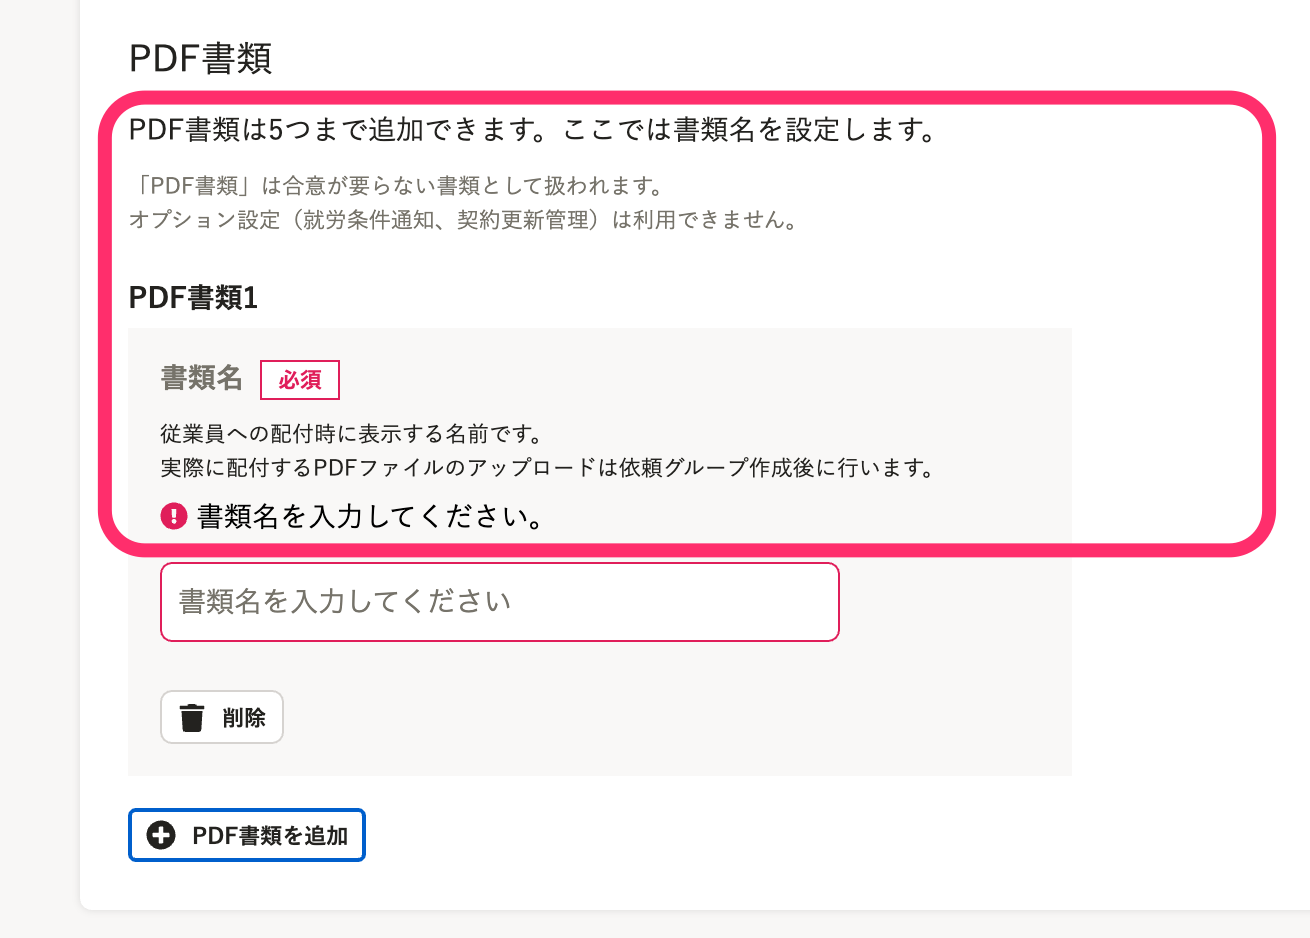 PDF書類
PDF書類は5つまで追加できます。ここでは書類名を設定します。
「PDF書類」は合意が要らない書類として扱われます。
オプション設定（就労条件通知、契約更新管理）は利用できません。
PDF書類1
書類名 必須
従業員への配付時に表示する名前です。
実際に配付するPDFファイルのアップロードは依頼グループ作成後に行います。
書類名を入力してください。
書類名を入力してください
削除
PDF書類を追加